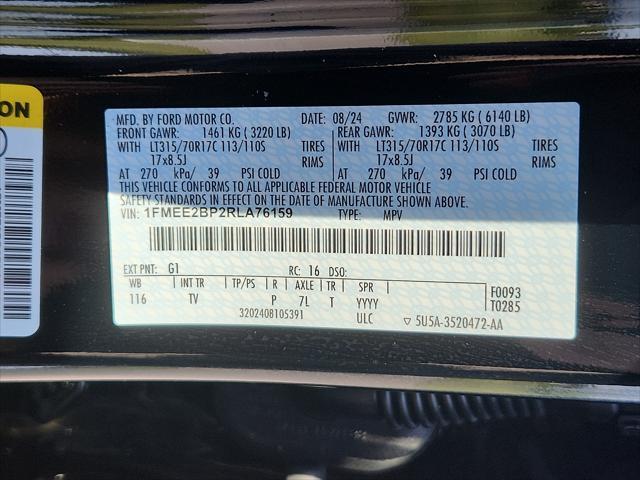 ON
MFD. BY FORD MOTOR CO. DATE: 08/24 GVWR: 2785 KG ( 6140 LB)
FRONT GAWR: 1461 KG ( 3220 LB) REAR GAWR: 1393 KG ( 3070 LB)
WITH LT315/70R17C 113/110S TIRES WITH LT315/70R17C 113/110S TIRES
17x8.5J RIMS 17x8.5J RIMS
AT 270 kPa/ 39 PSI COLD AT 270 kPa/ 39 PSI COLD
THIS VEHICLE CONFORMS TO ALL APPLICABLE FEDERAL MOTOR VEHICLE
SAFETY STANDARDS IN EFFECT ON THE DATE OF MANUFACTURE SHOWN ABOVE.
VIN: 1FMEE2BP2RLA76159 TYPE: MPV
EXT PNT: G1 RC: 16 DSO:
WB INT TR TP/PS R AXLE TR SPR F0093
116 TV P 7L T YYYY T0285
3202408105391 ULC ▽ 5U5A-3520472-AA